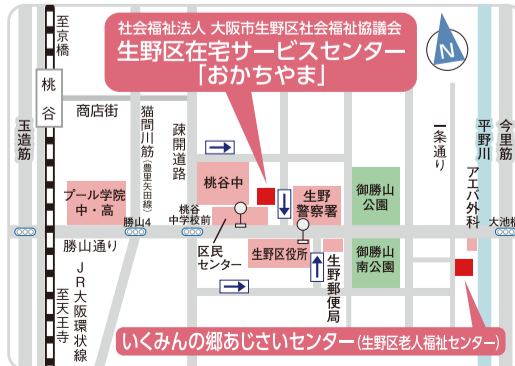 社会福祉法人 大阪市生野区社会福祉協議会
生野区在宅サービスセンター
「おかちやま」
N
至京橋
桃谷
商店街
玉造筋
猫間川筋(豊里矢田線)
疎開道路
一条通り
平野川
今里筋
アエバ外科
プール学院
中・高
桃谷中
生野
警察署
御勝山
公園
勝山4
桃谷
中学校前
大池橋
勝山通り
区民
センター
生野区役所
生野郵便局
御勝山
南公園
JR大阪環状線
至天王寺
いくみんの郷あじさいセンター(生野区老人福祉センター)